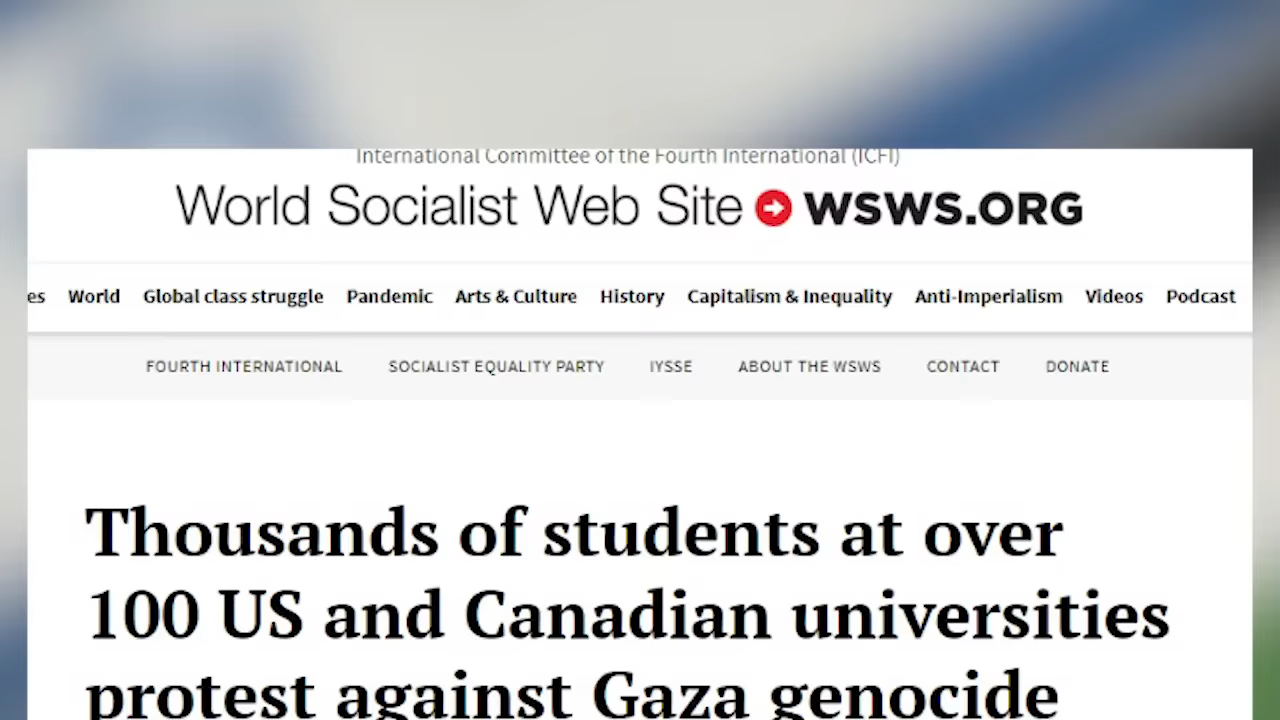 International Committee of the Fourth International (ICFI)
World Socialist Web Site WSWS.ORG
es World Global class struggle Pandemic Arts & Culture History Capitalism & Inequality Anti-Imperialism Videos Podcast
FOURTH INTERNATIONAL SOCIALIST EQUALITY PARTY IYSSE ABOUT THE WSWS CONTACT DONATE
Thousands of students at over
100 US and Canadian universities
protest against Gaza genocide